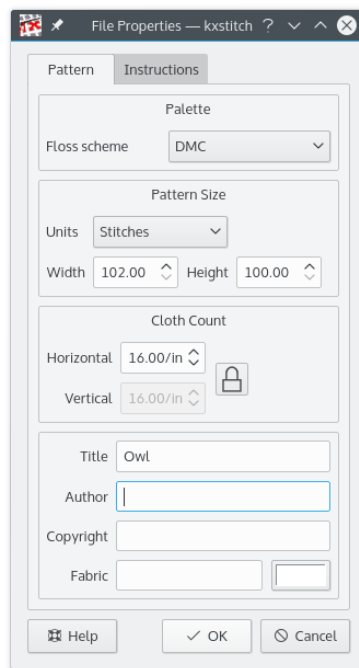 File Properties — kxstitch
Pattern Instructions
Palette
Floss scheme DMC
Pattern Size
Units Stitches
Width 102.00 Height 100.00
Cloth Count
Horizontal 16.00/in
Vertical 16.00/in
Title Owl
Author
Copyright
Fabric
Help OK Cancel